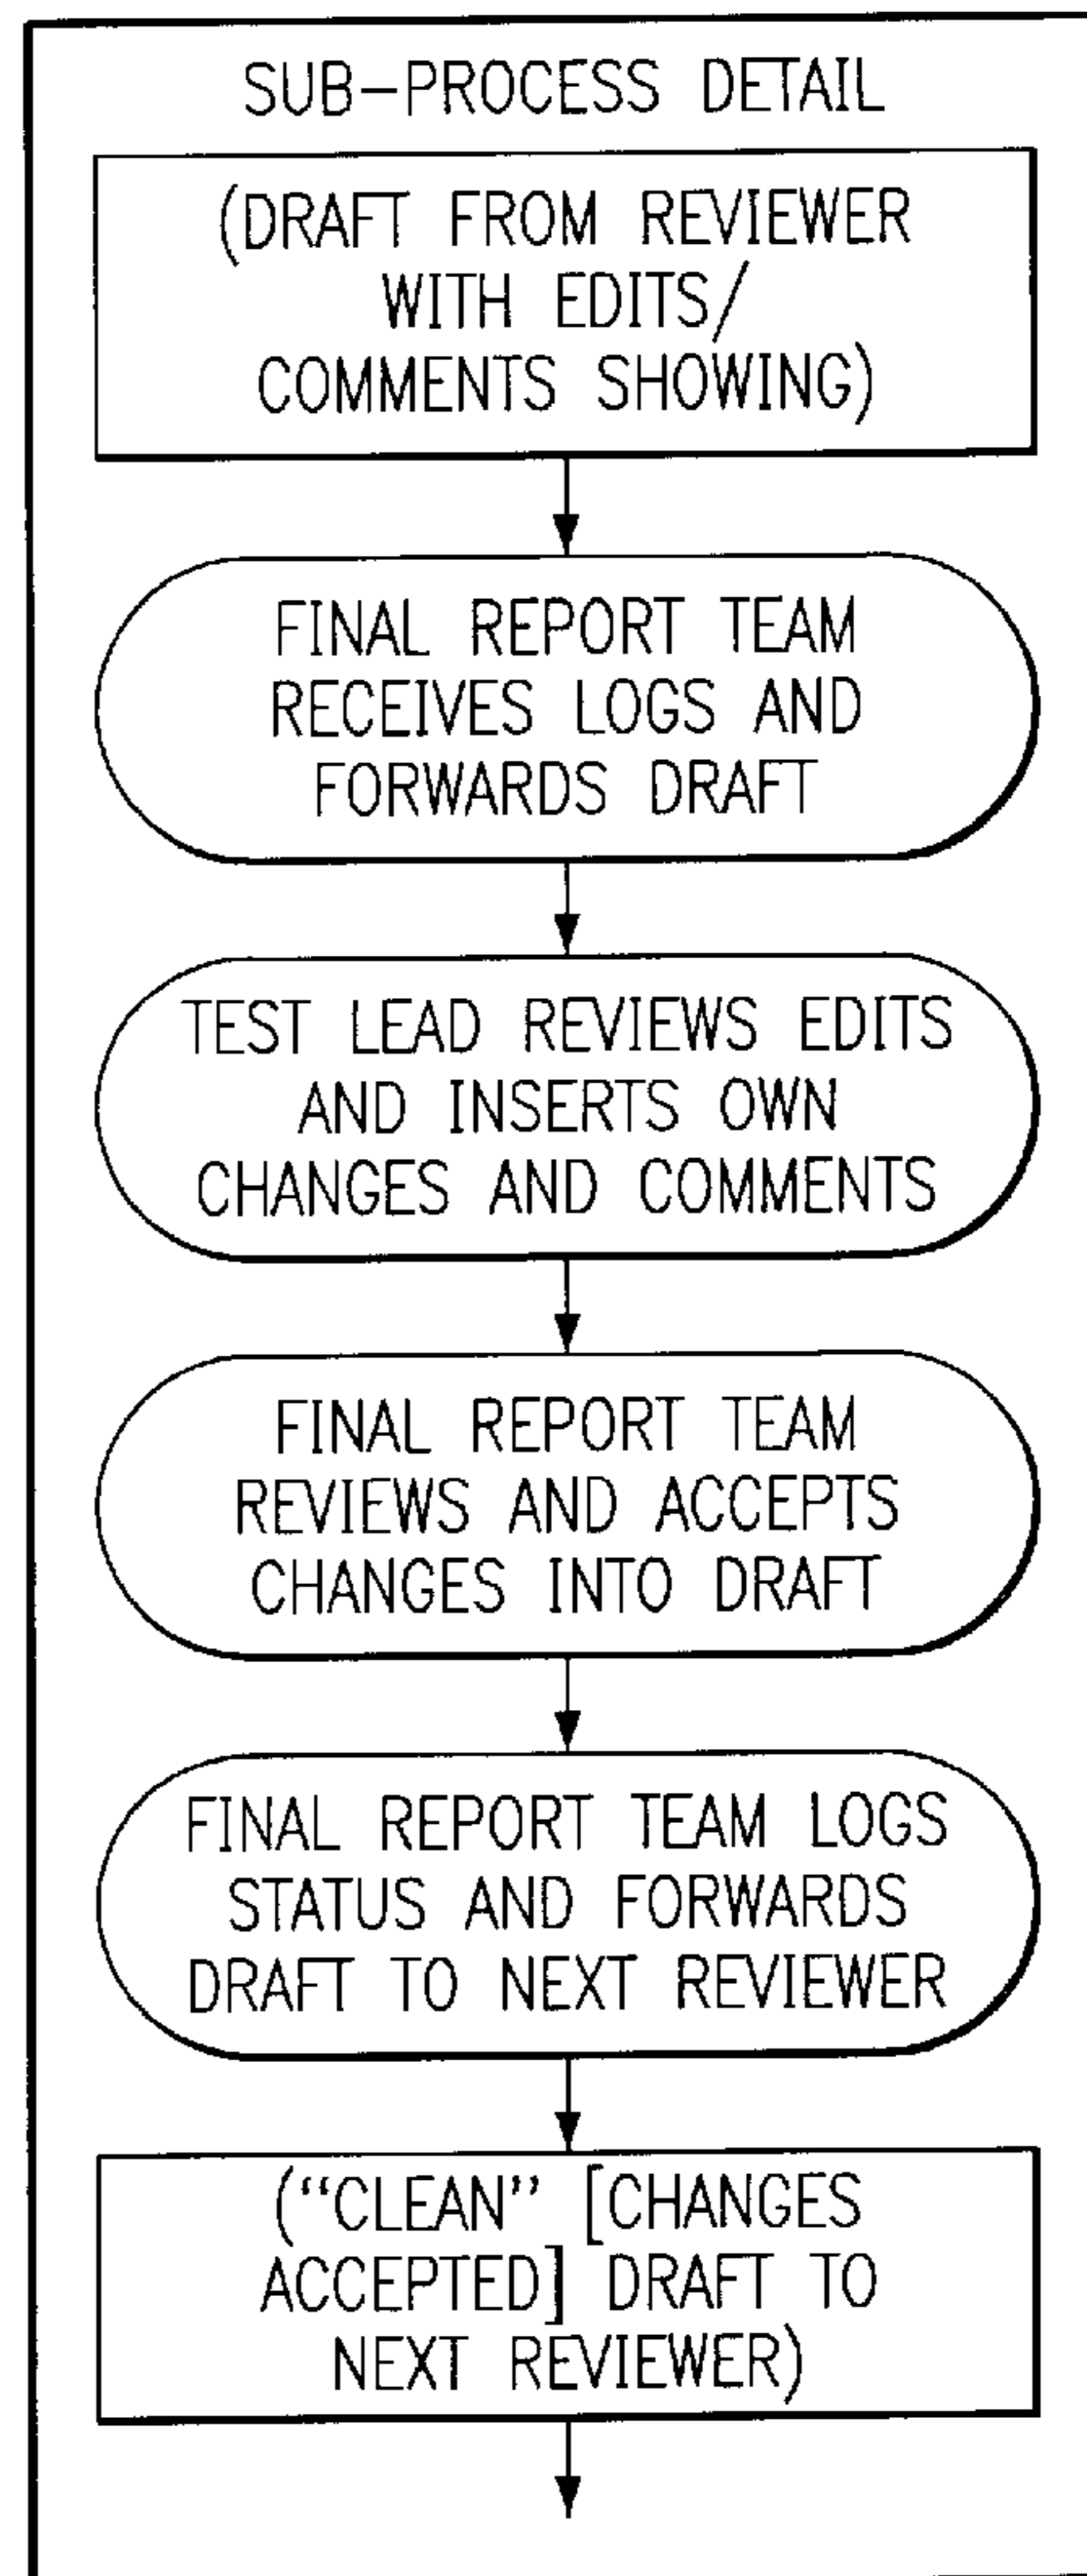 SUB-PROCESS DETAIL
(DRAFT FROM REVIEWER
WITH EDITS/
COMMENTS SHOWING)
FINAL REPORT TEAM
RECEIVES LOGS AND
FORWARDS DRAFT
TEST LEAD REVIEWS EDITS
AND INSERTS OWN
CHANGES AND COMMENTS
FINAL REPORT TEAM
REVIEWS AND ACCEPTS
CHANGES INTO DRAFT
FINAL REPORT TEAM LOGS
STATUS AND FORWARDS
DRAFT TO NEXT REVIEWER
(“CLEAN” [CHANGES
ACCEPTED] DRAFT TO
NEXT REVIEWER)